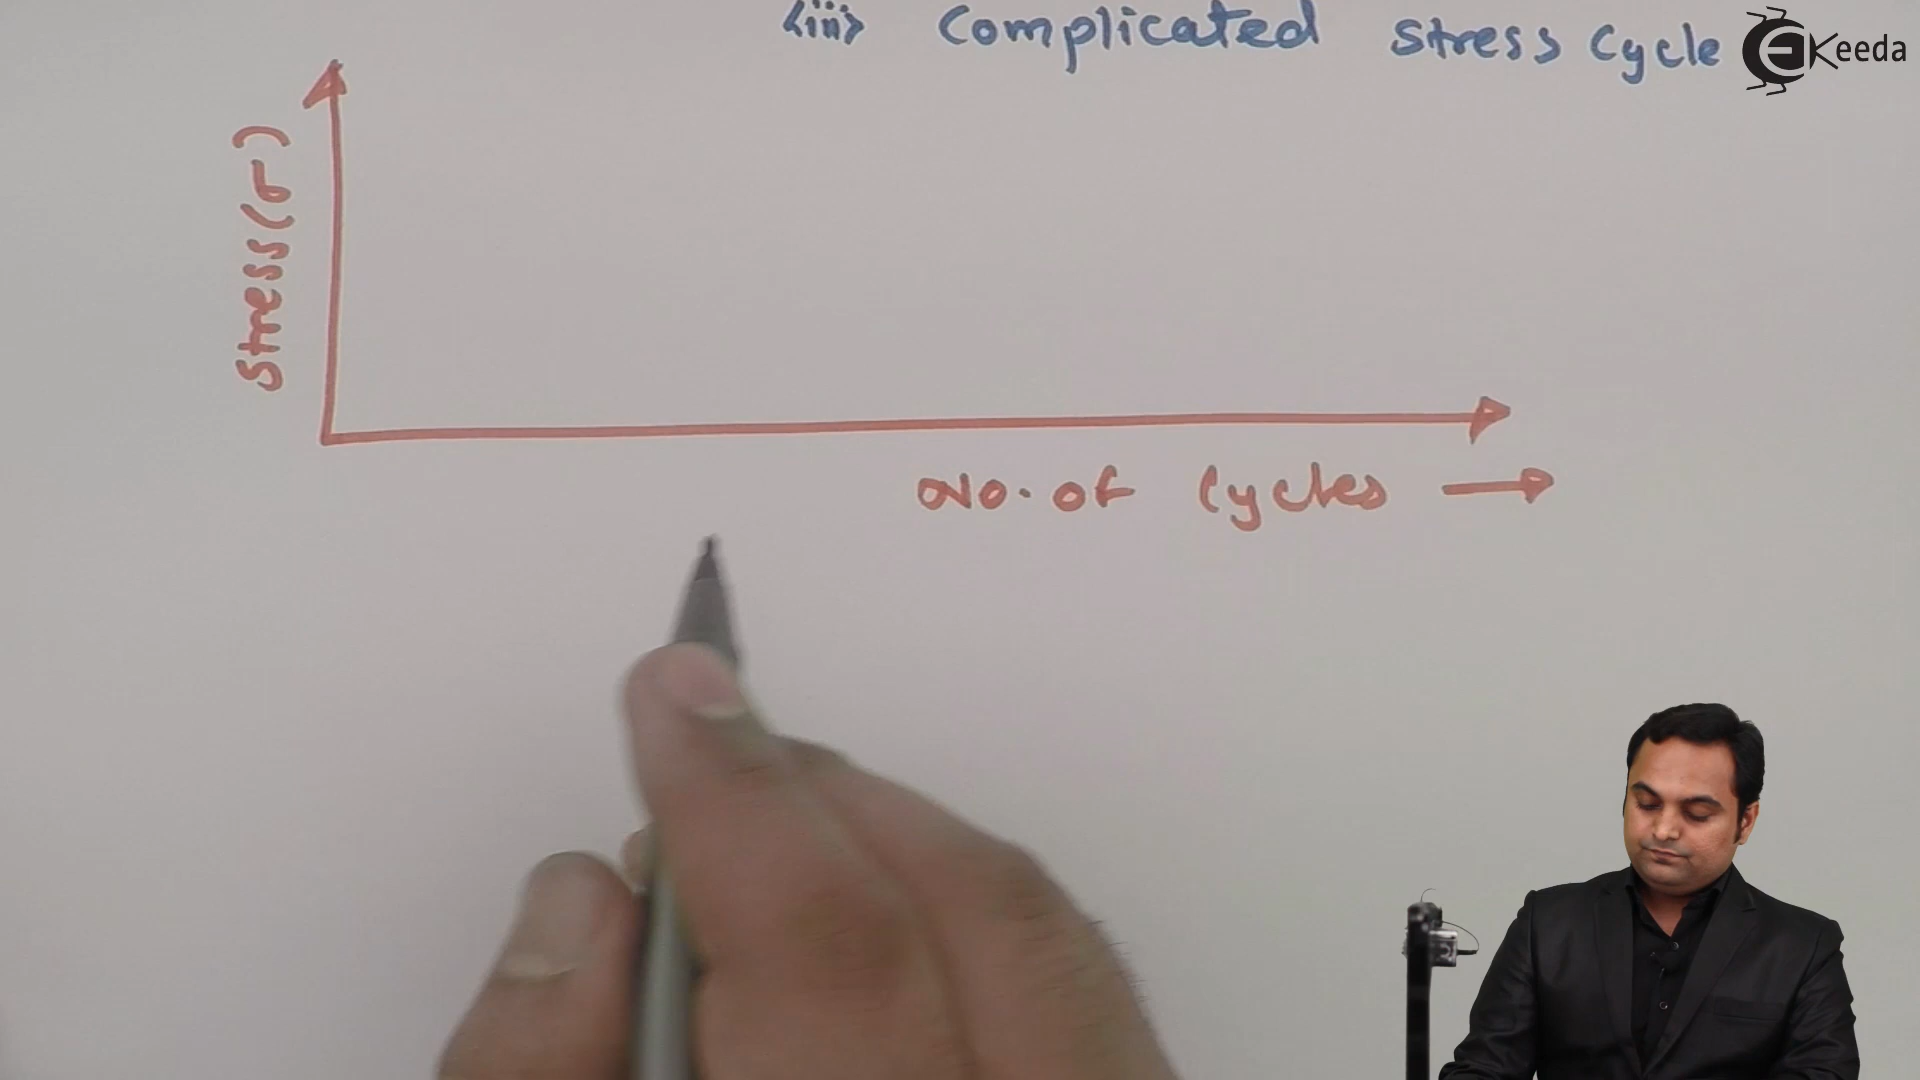 <iii> Complicated Stress Cycle
EKeeda
Stress (σ)
No. of Cycles →